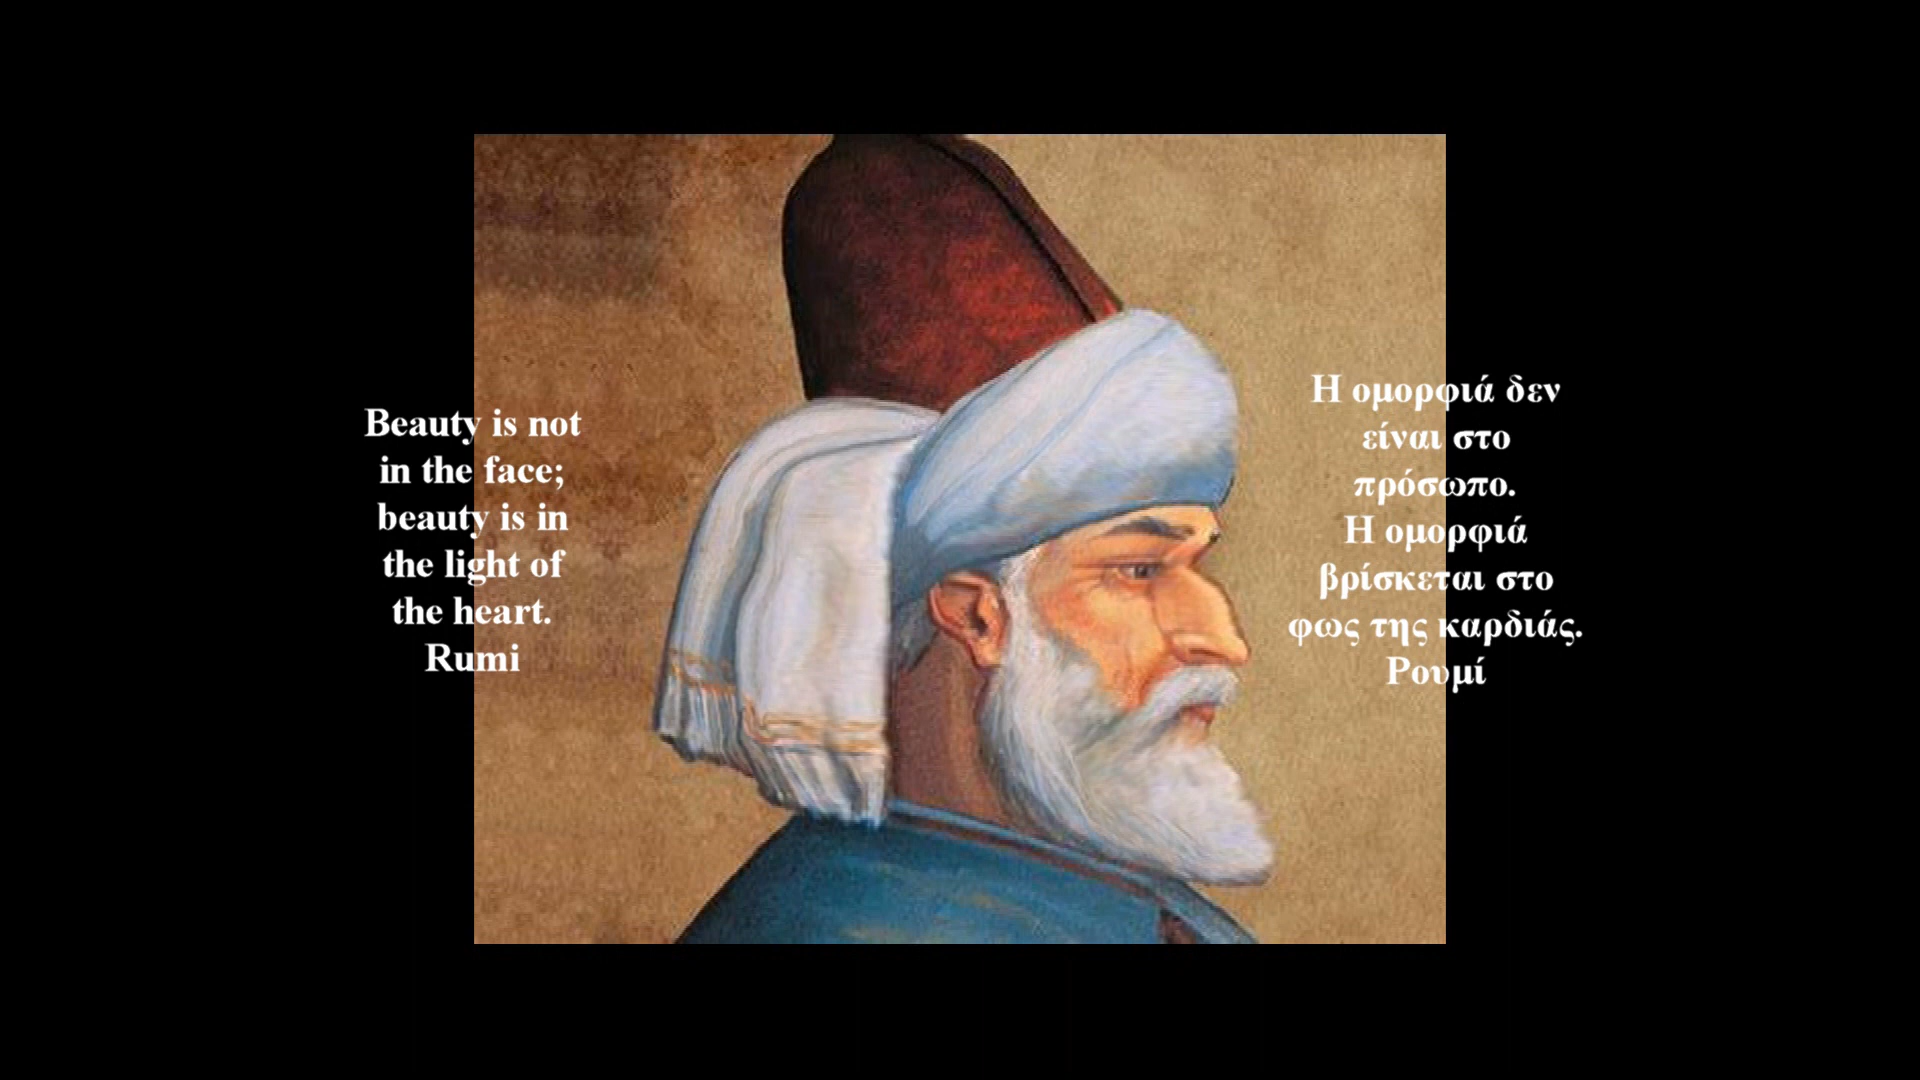 Beauty is not
in the face;
beauty is in
the light of
the heart.
Rumi
Η ομορφιά δεν
είναι στο
πρόσωπο.
Η ομορφιά
βρίσκεται στο
φως της καρδιάς.
Ρουμί